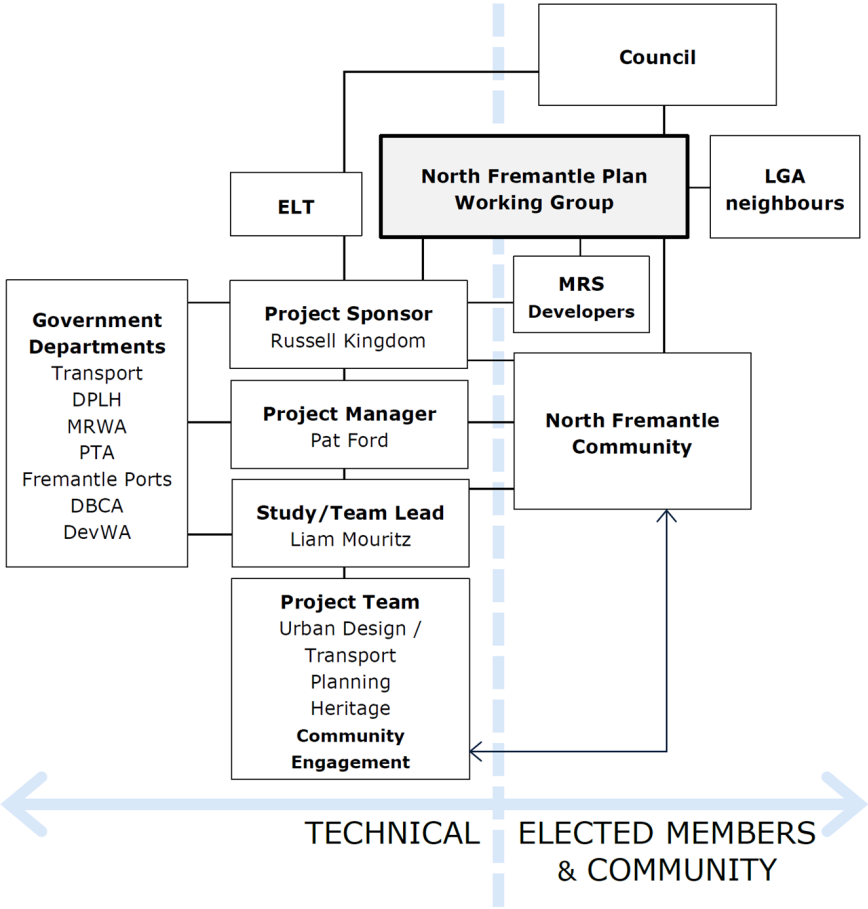 Council
North Fremantle Plan
Working Group
LGA
neighbours
ELT
MRS
Developers
Government
Departments
Transport
DPLH
MRWA
PTA
Fremantle Ports
DBCA
DevWA
Project Sponsor
Russell Kingdom
Project Manager
Pat Ford
North Fremantle
Community
Study/Team Lead
Liam Mouritz
Project Team
Urban Design /
Transport
Planning
Heritage
Community
Engagement
TECHNICAL
ELECTED MEMBERS
& COMMUNITY